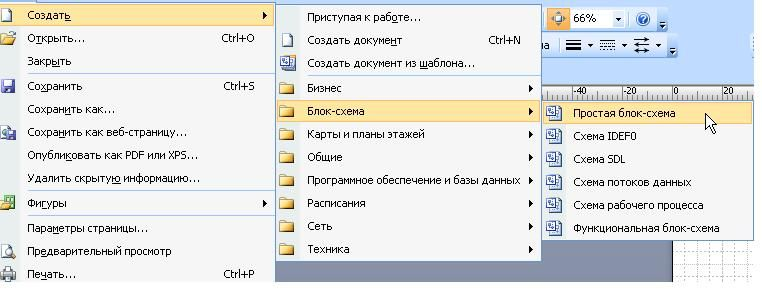 Создать
Открыть... Ctrl+O
Закрыть
Сохранить Ctrl+S
Сохранить как...
Сохранить как веб-страницу...
Опубликовать как PDF или XPS...
Удалить скрытую информацию...
Фигуры
Параметры страницы...
Предварительный просмотр
Печать... Ctrl+P
Приступая к работе...
Создать документ Ctrl+N
Создать документ из шаблона...
Бизнес
Блок-схема
Карты и планы этажей
Общие
Программное обеспечение и базы данных
Расписания
Сеть
Техника
66%
-40 -20 0 20
Простая блок-схема
Схема IDEF0
Схема SDL
Схема потоков данных
Схема рабочего процесса
Функциональная блок-схема